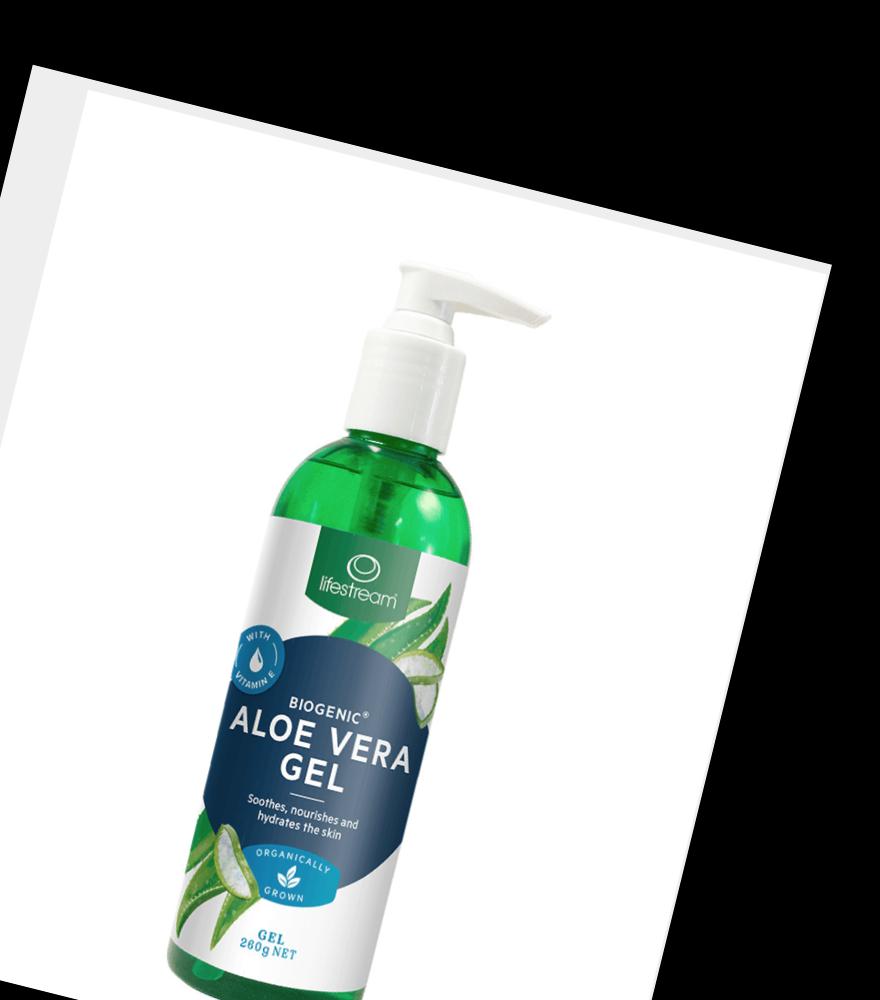 lifestream
WITH
VITAMIN E
BIOGENIC®
ALOE VERA
GEL
Soothes, nourishes and
hydrates the skin
ORGANICALLY
GROWN
GEL
260g NET